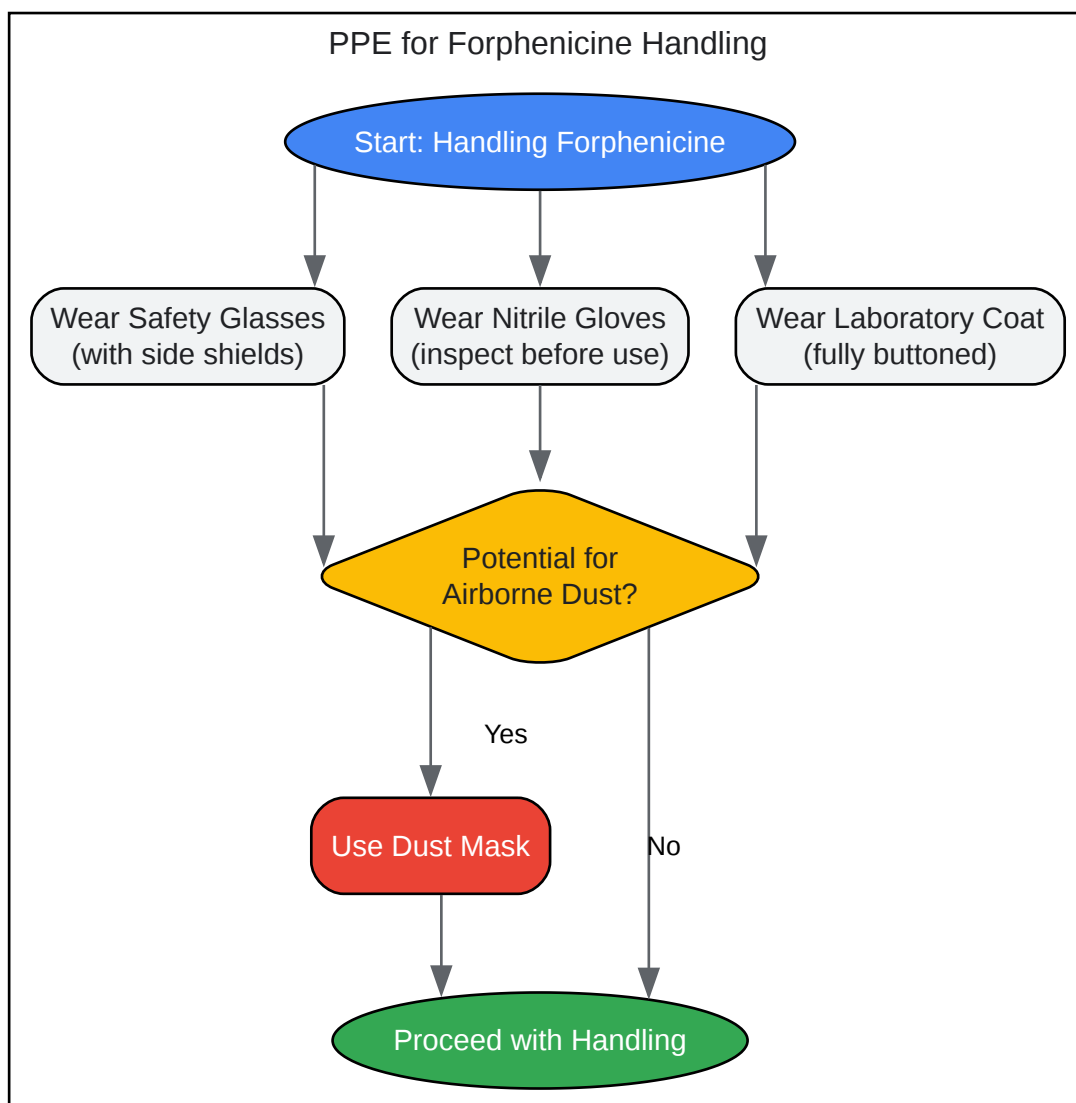 PPE for Forphenicine Handling
Start: Handling Forphenicine
Wear Safety Glasses
(with side shields)
Wear Nitrile Gloves
(inspect before use)
Wear Laboratory Coat
(fully buttoned)
Potential for
Airborne Dust?
Yes
Use Dust Mask
No
Proceed with Handling